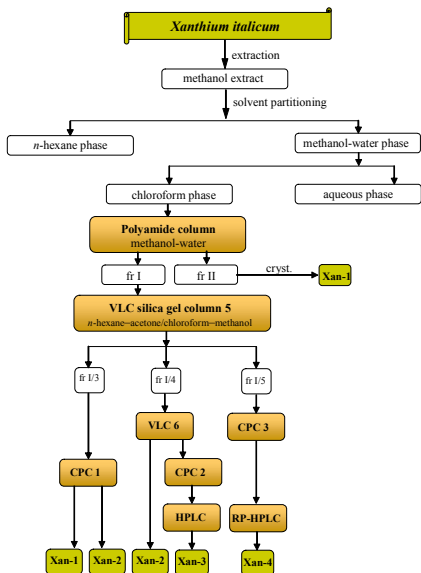 Xanthium italicum
extraction
methanol extract
solvent partitioning
n-hexane phase
methanol-water phase
chloroform phase
aqueous phase
Polyamide column
methanol-water
fr I
fr II
cryst.
Xan-1
VLC silica gel column 5
n-hexane–acetone/chloroform–methanol
fr I/3
fr I/4
fr I/5
VLC 6
CPC 3
CPC 1
CPC 2
HPLC
RP-HPLC
Xan-1
Xan-2
Xan-2
Xan-3
Xan-4